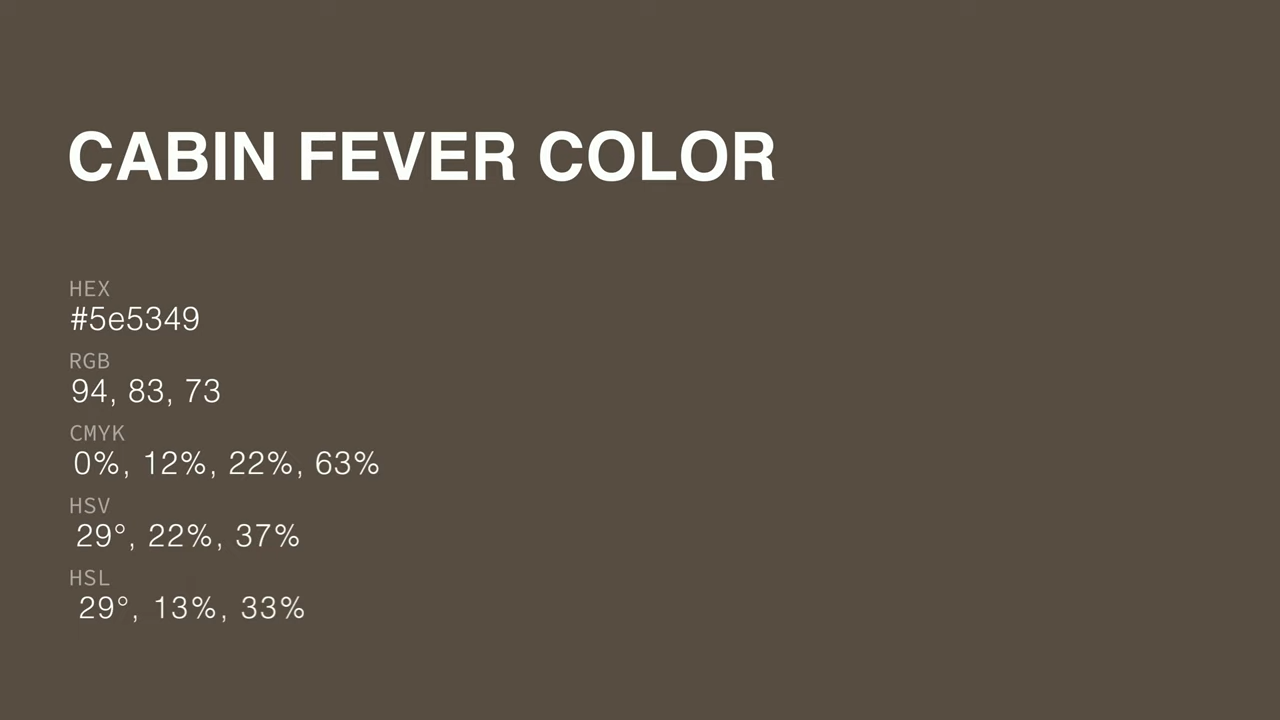 CABIN FEVER COLOR
HEX
#5e5349
RGB
94, 83, 73
CMYK
0%, 12%, 22%, 63%
HSV
29°, 22%, 37%
HSL
29°, 13%, 33%